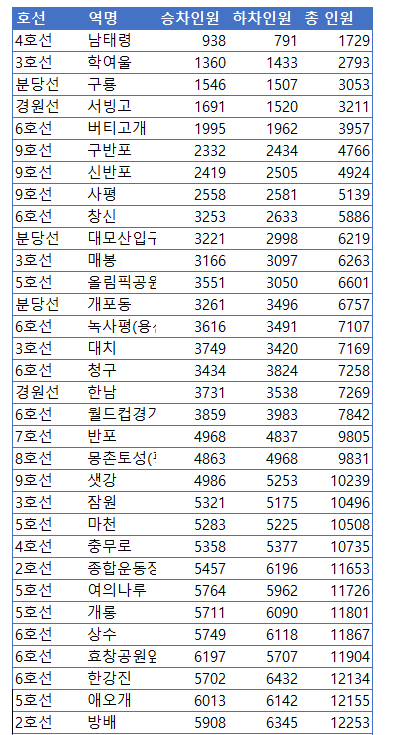 호선 역명 승차인원 하차인원 총 인원
4호선 남태령 938 791 1729
3호선 학여울 1360 1433 2793
분당선 구룡 1546 1507 3053
경원선 서빙고 1691 1520 3211
6호선 버티고개 1995 1962 3957
9호선 구반포 2332 2434 4766
9호선 신반포 2419 2505 4924
9호선 사평 2558 2581 5139
6호선 창신 3253 2633 5886
분당선 대모산입구 3221 2998 6219
3호선 매봉 3166 3097 6263
5호선 올림픽공원 3551 3050 6601
분당선 개포동 3261 3496 6757
6호선 녹사평(용산 3616 3491 7107
3호선 대치 3749 3420 7169
6호선 청구 3434 3824 7258
경원선 한남 3731 3538 7269
6호선 월드컵경기 3859 3983 7842
7호선 반포 4968 4837 9805
8호선 몽촌토성(평 4863 4968 9831
9호선 샛강 4986 5253 10239
3호선 잠원 5321 5175 10496
5호선 마천 5283 5225 10508
4호선 충무로 5358 5377 10735
2호선 종합운동장 5457 6196 11653
5호선 여의나루 5764 5962 11726
5호선 개롱 5711 6090 11801
6호선 상수 5749 6118 11867
6호선 효창공원앞 6197 5707 11904
6호선 한강진 5702 6432 12134
5호선 애오개 6013 6142 12155
2호선 방배 5908 6345 12253